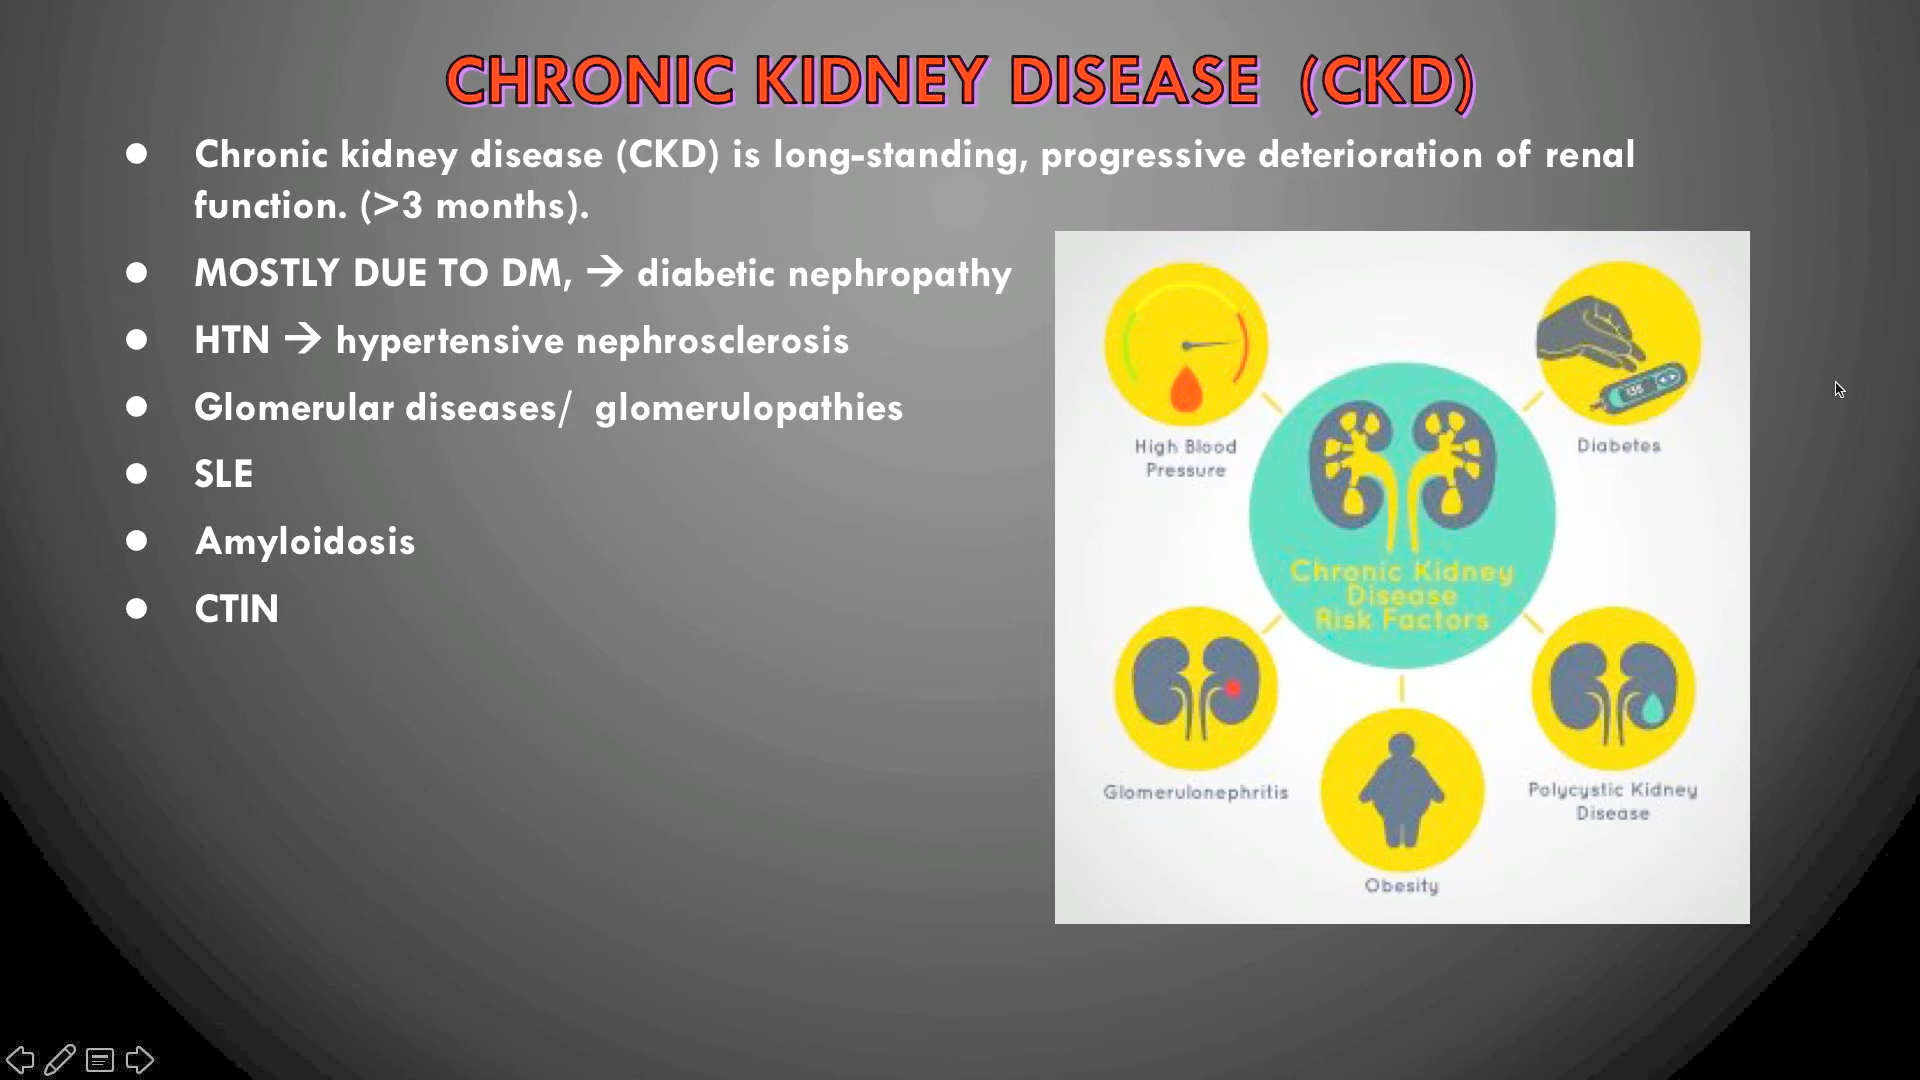 CHRONIC KIDNEY DISEASE (CKD)
● Chronic kidney disease (CKD) is long-standing, progressive deterioration of renal
function. (>3 months).
● MOSTLY DUE TO DM, → diabetic nephropathy
● HTN → hypertensive nephrosclerosis
● Glomerular diseases/ glomerulopathies
● SLE
● Amyloidosis
● CTIN
High Blood
Pressure
Diabetes
Chronic Kidney
Disease
Risk Factors
Glomerulonephritis
Polycystic Kidney
Disease
Obesity